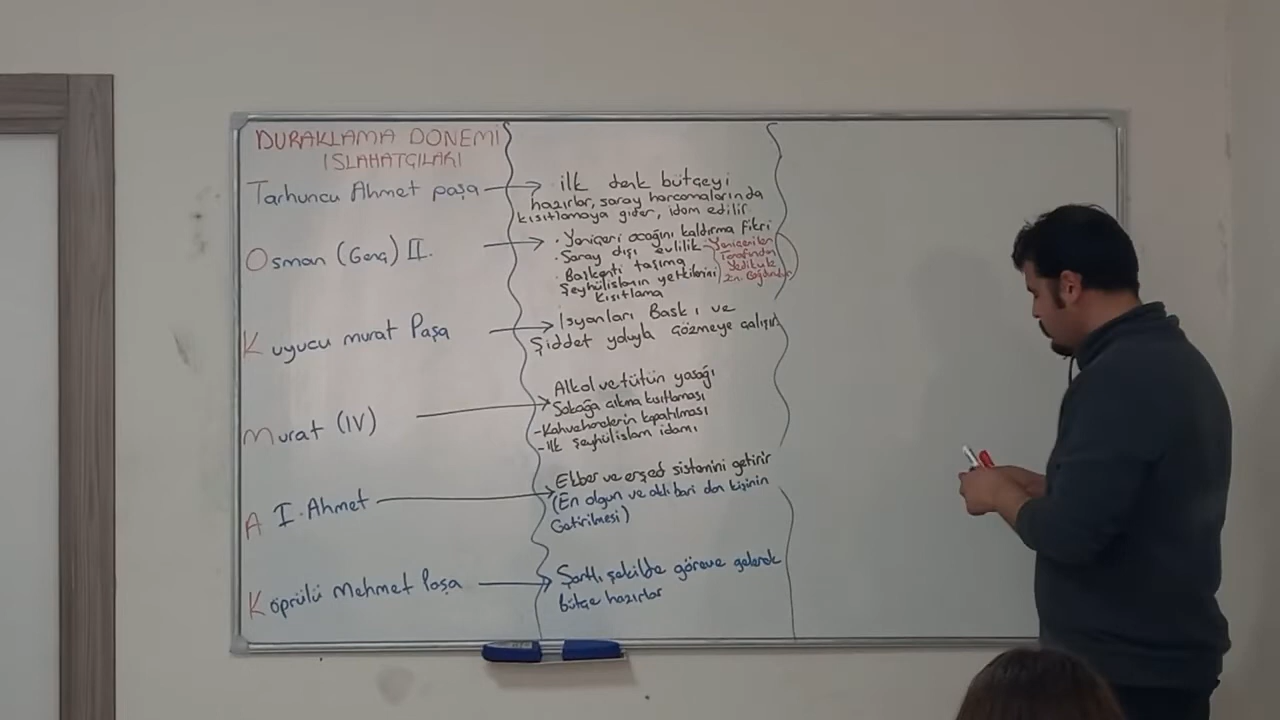 DURAKLAMA DÖNEMİ
ISLAHATÇILARI
Tarhuncu Ahmet paşa
ilk denk bütçeyi
hazırlar, saray harcamalarında
kısıtlamaya gider, idam edilir
Osman (Genç) II.
· Yeniçeri ocağını kaldırma fikri
· Saray dışı evlilik
· Başkenti taşıma
Şeyhülislamın yetkilerini
kısıtlama
Yeniçeriler
Tarafından
Yedikule
Kuyucu murat Paşa
İsyanları Baskı ve
Şiddet yoluyla çözmeye çalışır
Murat (IV)
Alkol ve tütün yasağı
Sokağa çıkma kısıtlaması
-Kahvehanelerin kapatılması
-İlk şeyhülislam idamı
A I. Ahmet
Ekber ve erşed sistemini getirir
(En olgun ve aklı bari dan kişinin
Getirilmesi)
Köprülü Mehmet Paşa
Şartlı şekilde göreve gelerek
bütçe hazırlar